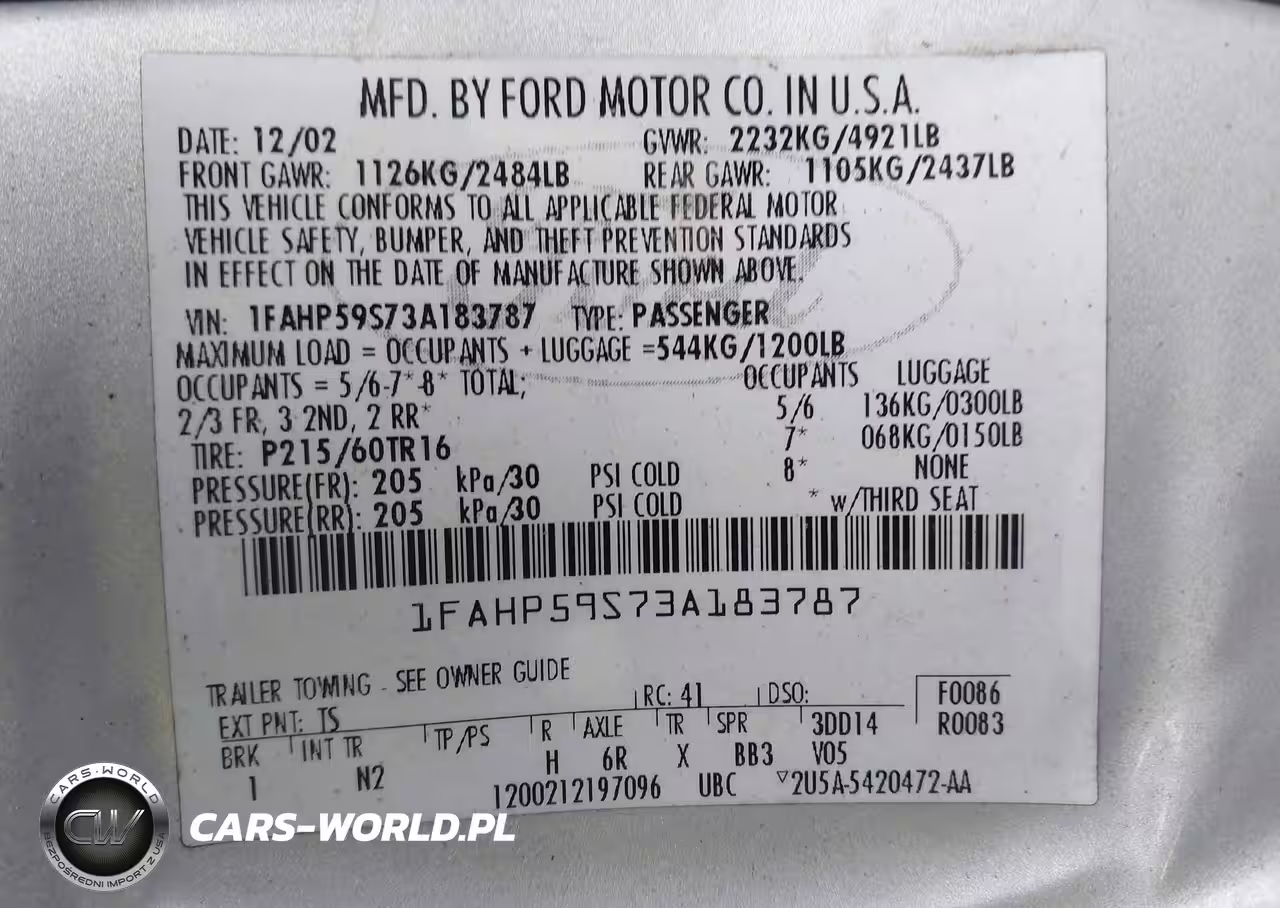 MFD. BY FORD MOTOR CO. IN U.S.A.
DATE: 12/02 GVWR: 2232KG/4921LB
FRONT GAWR: 1126KG/2484LB REAR GAWR: 1105KG/2437LB
THIS VEHICLE CONFORMS TO ALL APPLICABLE FEDERAL MOTOR
VEHICLE SAFETY, BUMPER, AND THEFT PREVENTION STANDARDS
IN EFFECT ON THE DATE OF MANUFACTURE SHOWN ABOVE.
VIN: 1FAHP59S73A183787 TYPE: PASSENGER
MAXIMUM LOAD = OCCUPANTS + LUGGAGE =544KG/1200LB
OCCUPANTS = 5/6-7*-8* TOTAL; OCCUPANTS LUGGAGE
2/3 FR, 3 2ND, 2 RR* 5/6 136KG/0300LB
TIRE: P215/60TR16 7* 068KG/0150LB
PRESSURE(FR): 205 kPa/30 PSI COLD 8* NONE
PRESSURE(RR): 205 kPa/30 PSI COLD * w/THIRD SEAT
1FAHP59S73A183787
TRAILER TOWING - SEE OWNER GUIDE
EXT PNT: TS RC: 41 DSO: F0086
BRK INT TR TP/PS R AXLE TR SPR 3DD14 R0083
1 N2 H 6R X BB3 V05
1200212197096 UBC ▽2U5A-5420472-AA
CARS-WORLD
CW
BEZPOŚREDNI IMPORT Z USA
CARS-WORLD.PL